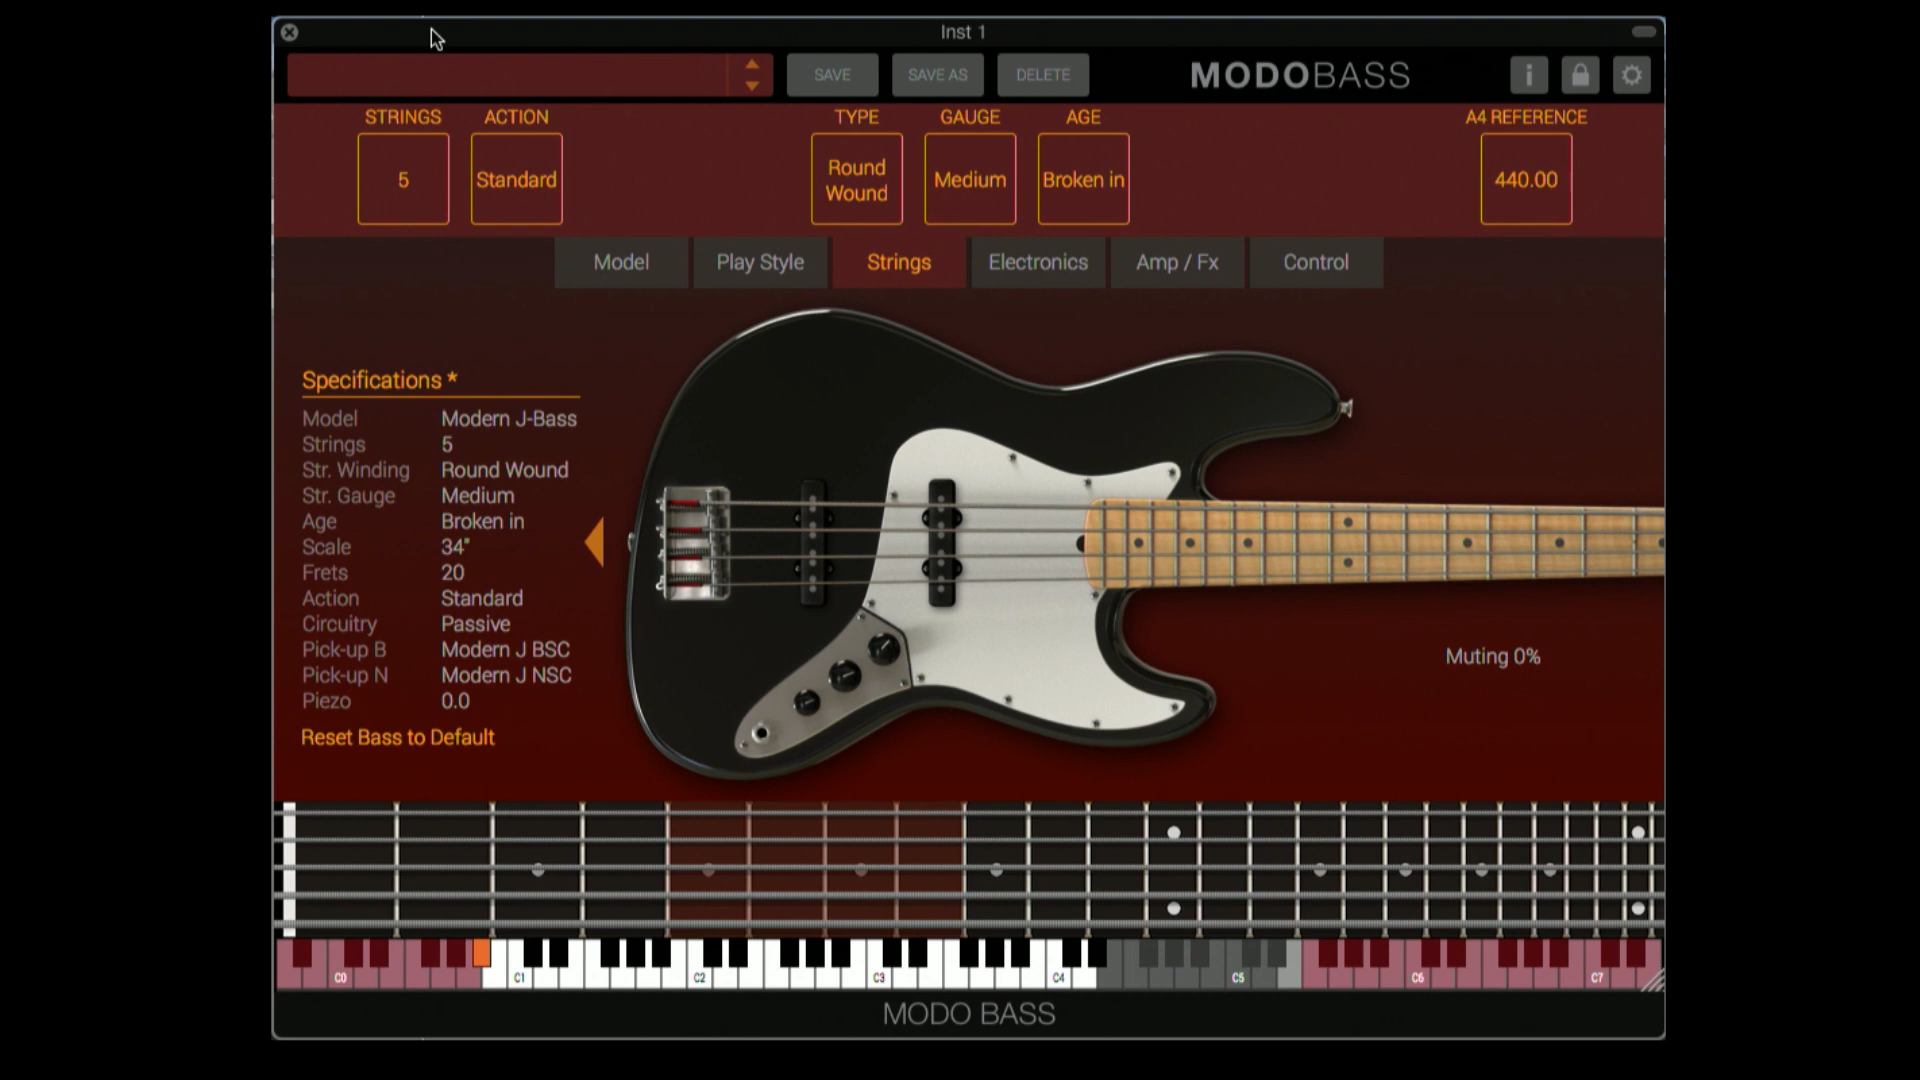 Inst 1
SAVE
SAVE AS
DELETE
MODOBASS
i
STRINGS
ACTION
TYPE
GAUGE
AGE
A4 REFERENCE
5
Standard
Round
Wound
Medium
Broken in
440.00
Model
Play Style
Strings
Electronics
Amp / Fx
Control
Specifications *
Model Modern J-Bass
Strings 5
Str. Winding Round Wound
Str. Gauge Medium
Age Broken in
Scale 34"
Frets 20
Action Standard
Circuitry Passive
Pick-up B Modern J BSC
Pick-up N Modern J NSC
Piezo 0.0
Reset Bass to Default
Muting 0%
C0 C1 C2 C3 C4 C5 C6 C7
MODO BASS